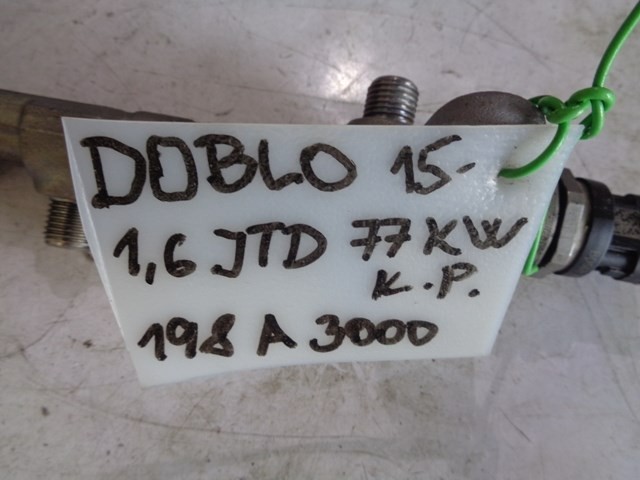 DOBLO 15-
1,6 JTD 77 KW
K.P.
198 A 3000